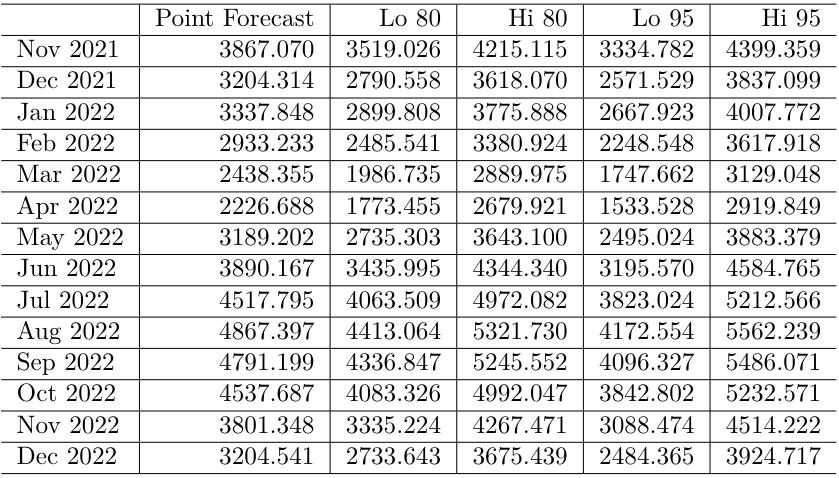 Point Forecast Lo 80 Hi 80 Lo 95 Hi 95
Nov 2021 3867.070 3519.026 4215.115 3334.782 4399.359
Dec 2021 3204.314 2790.558 3618.070 2571.529 3837.099
Jan 2022 3337.848 2899.808 3775.888 2667.923 4007.772
Feb 2022 2933.233 2485.541 3380.924 2248.548 3617.918
Mar 2022 2438.355 1986.735 2889.975 1747.662 3129.048
Apr 2022 2226.688 1773.455 2679.921 1533.528 2919.849
May 2022 3189.202 2735.303 3643.100 2495.024 3883.379
Jun 2022 3890.167 3435.995 4344.340 3195.570 4584.765
Jul 2022 4517.795 4063.509 4972.082 3823.024 5212.566
Aug 2022 4867.397 4413.064 5321.730 4172.554 5562.239
Sep 2022 4791.199 4336.847 5245.552 4096.327 5486.071
Oct 2022 4537.687 4083.326 4992.047 3842.802 5232.571
Nov 2022 3801.348 3335.224 4267.471 3088.474 4514.222
Dec 2022 3204.541 2733.643 3675.439 2484.365 3924.717